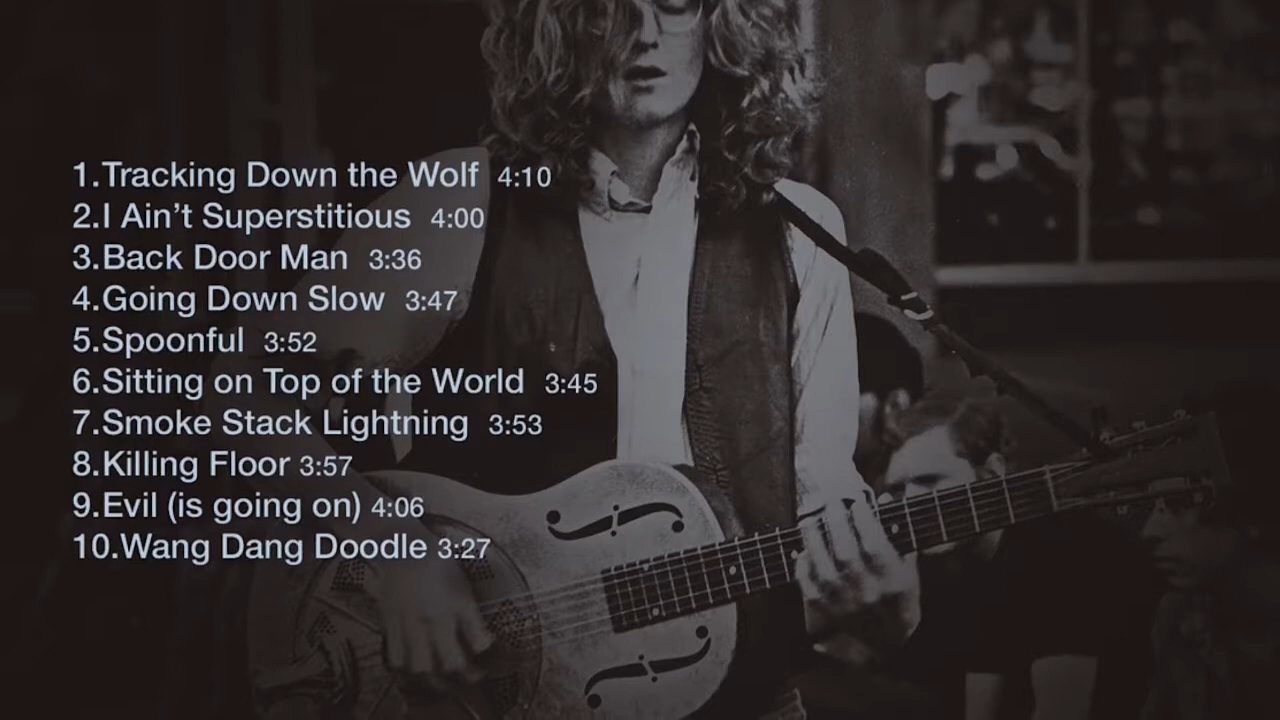 1.Tracking Down the Wolf 4:10
2.I Ain’t Superstitious 4:00
3.Back Door Man 3:36
4.Going Down Slow 3:47
5.Spoonful 3:52
6.Sitting on Top of the World 3:45
7.Smoke Stack Lightning 3:53
8.Killing Floor 3:57
9.Evil (is going on) 4:06
10.Wang Dang Doodle 3:27